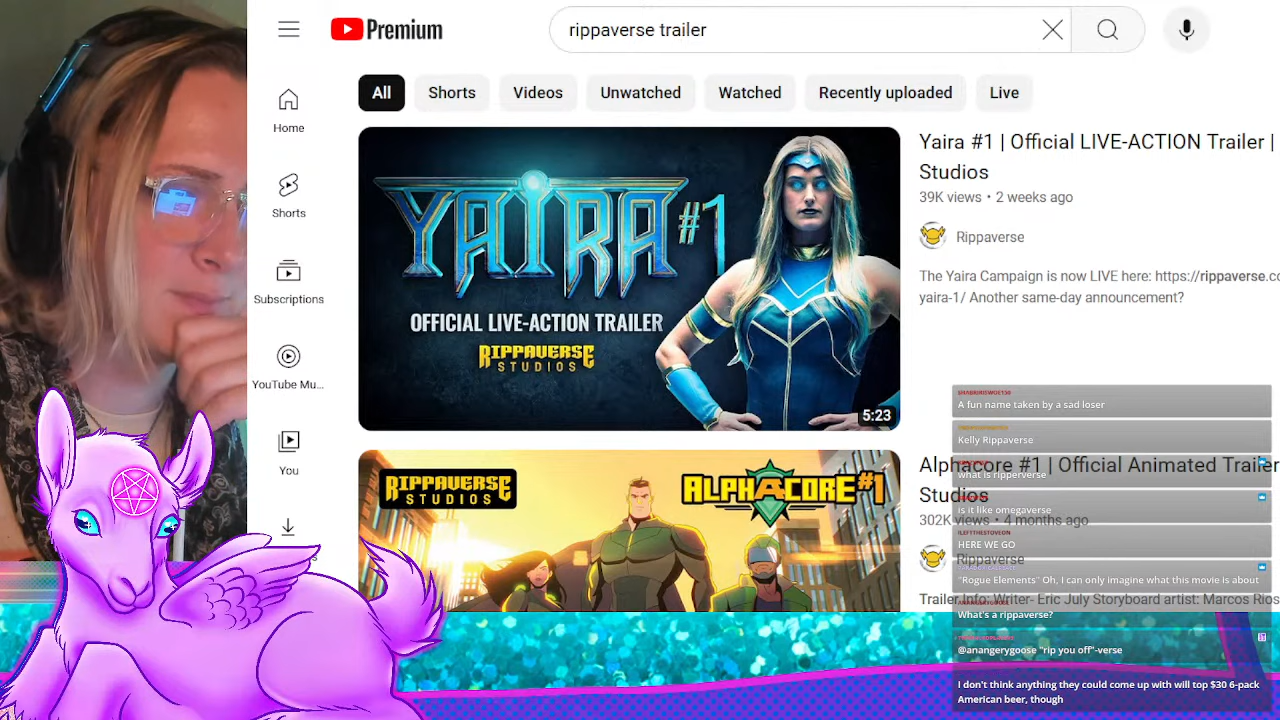 Premium
rippaverse trailer
All
Shorts
Videos
Unwatched
Watched
Recently uploaded
Live
Home
Shorts
Subscriptions
YouTube Mu...
You
YAIRA #1
OFFICIAL LIVE-ACTION TRAILER
RIPPAVERSE
STUDIOS
5:23
Yaira #1 | Official LIVE-ACTION Trailer |
Studios
39K views • 2 weeks ago
Rippaverse
The Yaira Campaign is now LIVE here: https://rippaverse.co
yaira-1/ Another same-day announcement?
RIPPAVERSE
STUDIOS
ALPHACORE #1
Alphacore #1 | Official Animated Trailer
Studios
302K views • 4 months ago
Rippaverse
Trailer Info: Writer- Eric July Storyboard artist: Marcos Rios
A fun name taken by a sad loser
Kelly Rippaverse
what is ripperverse
is it like omegaverse
HERE WE GO
"Rogue Elements" Oh, I can only imagine what this movie is about
What's a rippaverse?
@anangerygoose "rip you off"-verse
I don't think anything they could come up with will top $30 6-pack
American beer, though